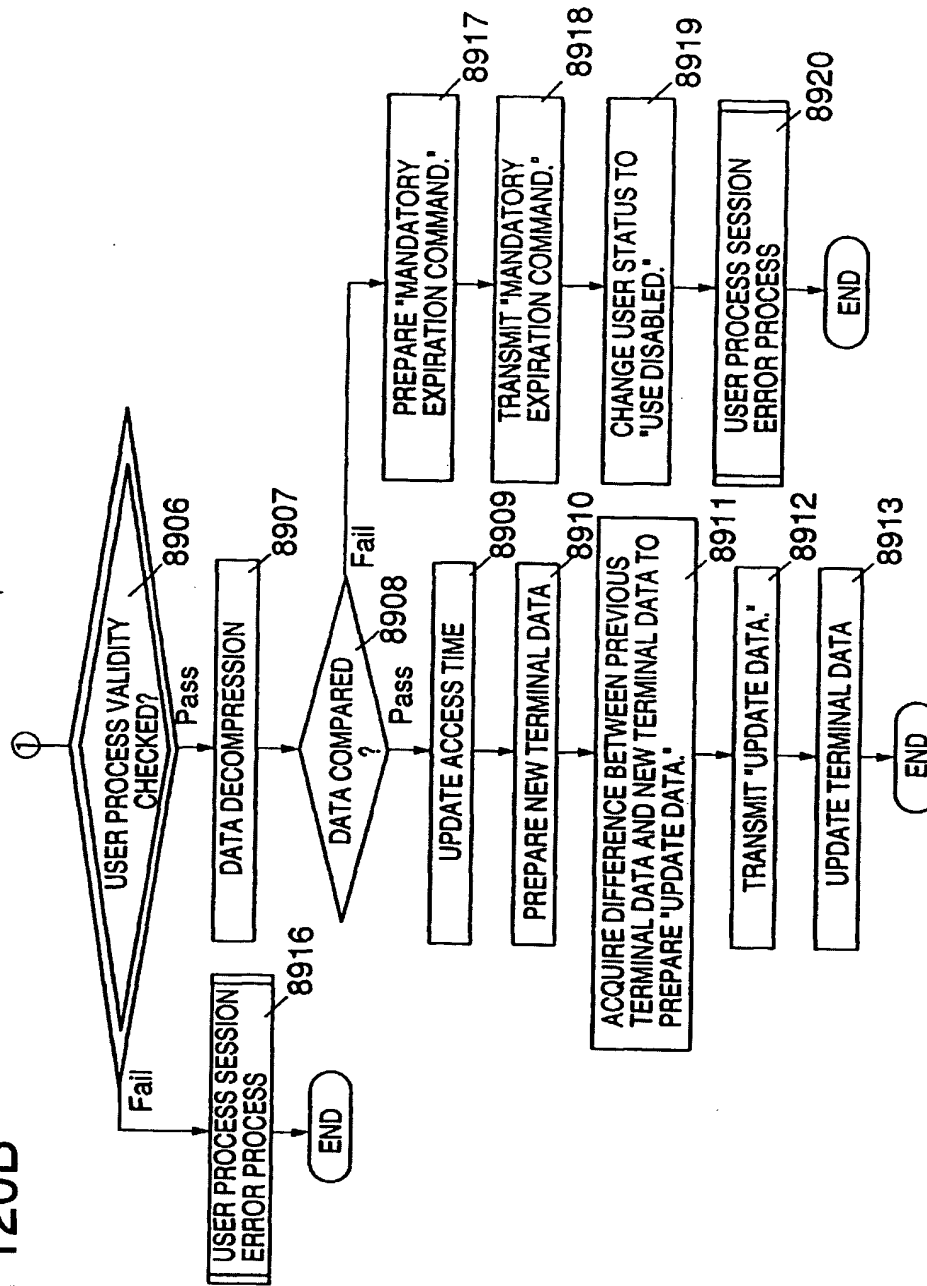 120B
1
USER PROCESS VALIDITY
CHECKED?
8906
Fail
Pass
USER PROCESS SESSION
ERROR PROCESS
8916
END
DATA DECOMPRESSION
8907
DATA COMPARED
?
8908
Fail
Pass
UPDATE ACCESS TIME
8909
PREPARE NEW TERMINAL DATA
8910
ACQUIRE DIFFERENCE BETWEEN PREVIOUS
TERMINAL DATA AND NEW TERMINAL DATA TO
PREPARE "UPDATE DATA."
8911
TRANSMIT "UPDATE DATA."
8912
UPDATE TERMINAL DATA
8913
END
PREPARE "MANDATORY
EXPIRATION COMMAND."
8917
TRANSMIT "MANDATORY
EXPIRATION COMMAND."
8918
CHANGE USER STATUS TO
"USE DISABLED."
8919
USER PROCESS SESSION
ERROR PROCESS
8920
END